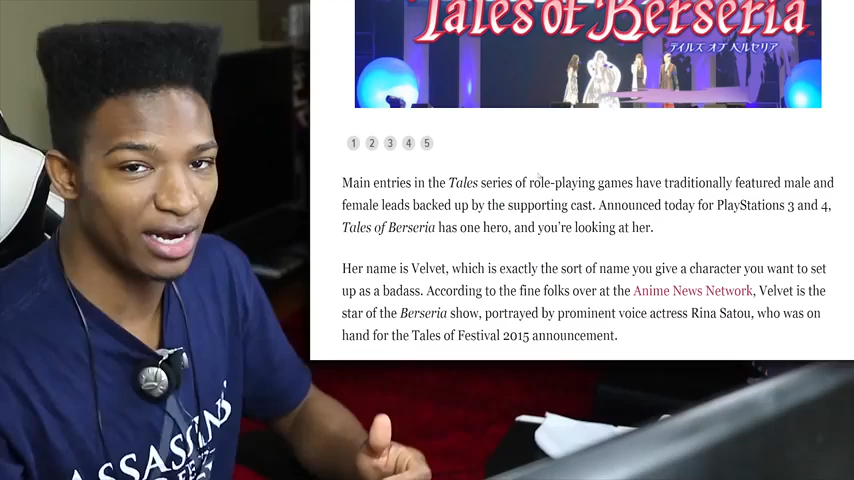 Tales of Berseria
テイルズ オブ ベルセリア
1 2 3 4 5
Main entries in the Tales series of role-playing games have traditionally featured male and
female leads backed up by the supporting cast. Announced today for PlayStations 3 and 4,
Tales of Berseria has one hero, and you're looking at her.
Her name is Velvet, which is exactly the sort of name you give a character you want to set
up as a badass. According to the fine folks over at the Anime News Network, Velvet is the
star of the Berseria show, portrayed by prominent voice actress Rina Satou, who was on
hand for the Tales of Festival 2015 announcement.
ASSASSINS